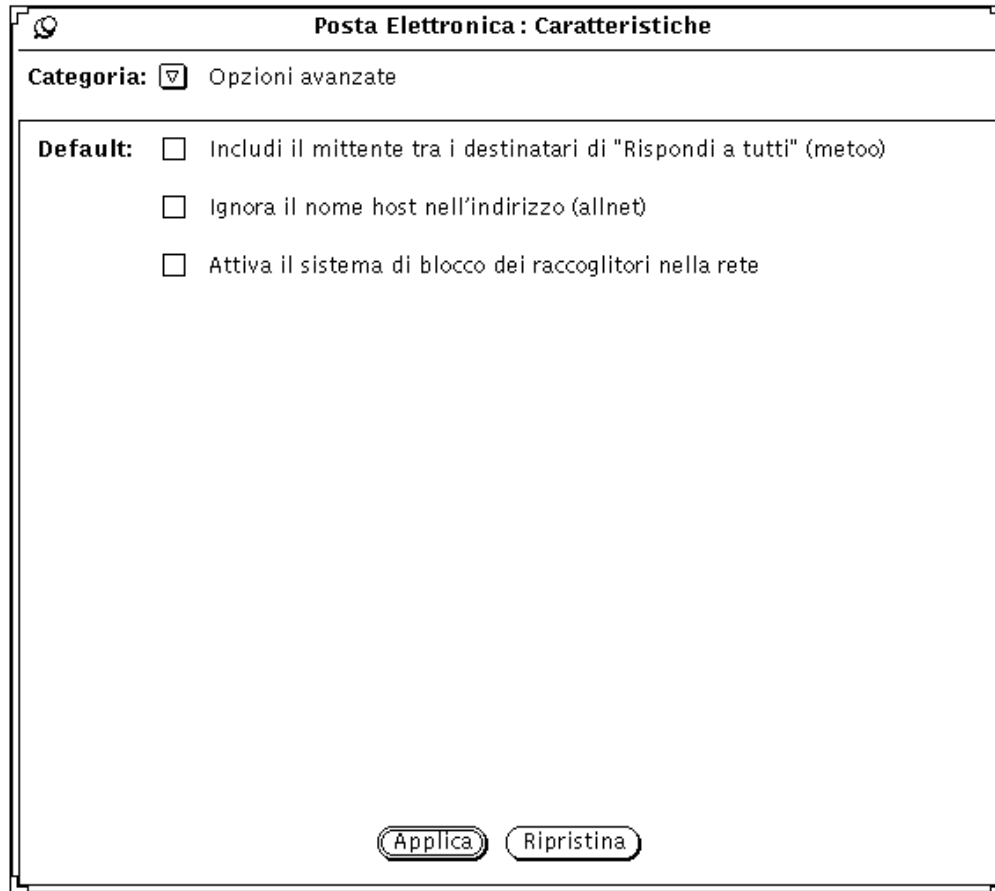 Posta Elettronica : Caratteristiche
Categoria: Opzioni avanzate
Default: Includi il mittente tra i destinatari di "Rispondi a tutti" (metoo)
Ignora il nome host nell'indirizzo (allnet)
Attiva il sistema di blocco dei raccoglitori nella rete
Applica Ripristina